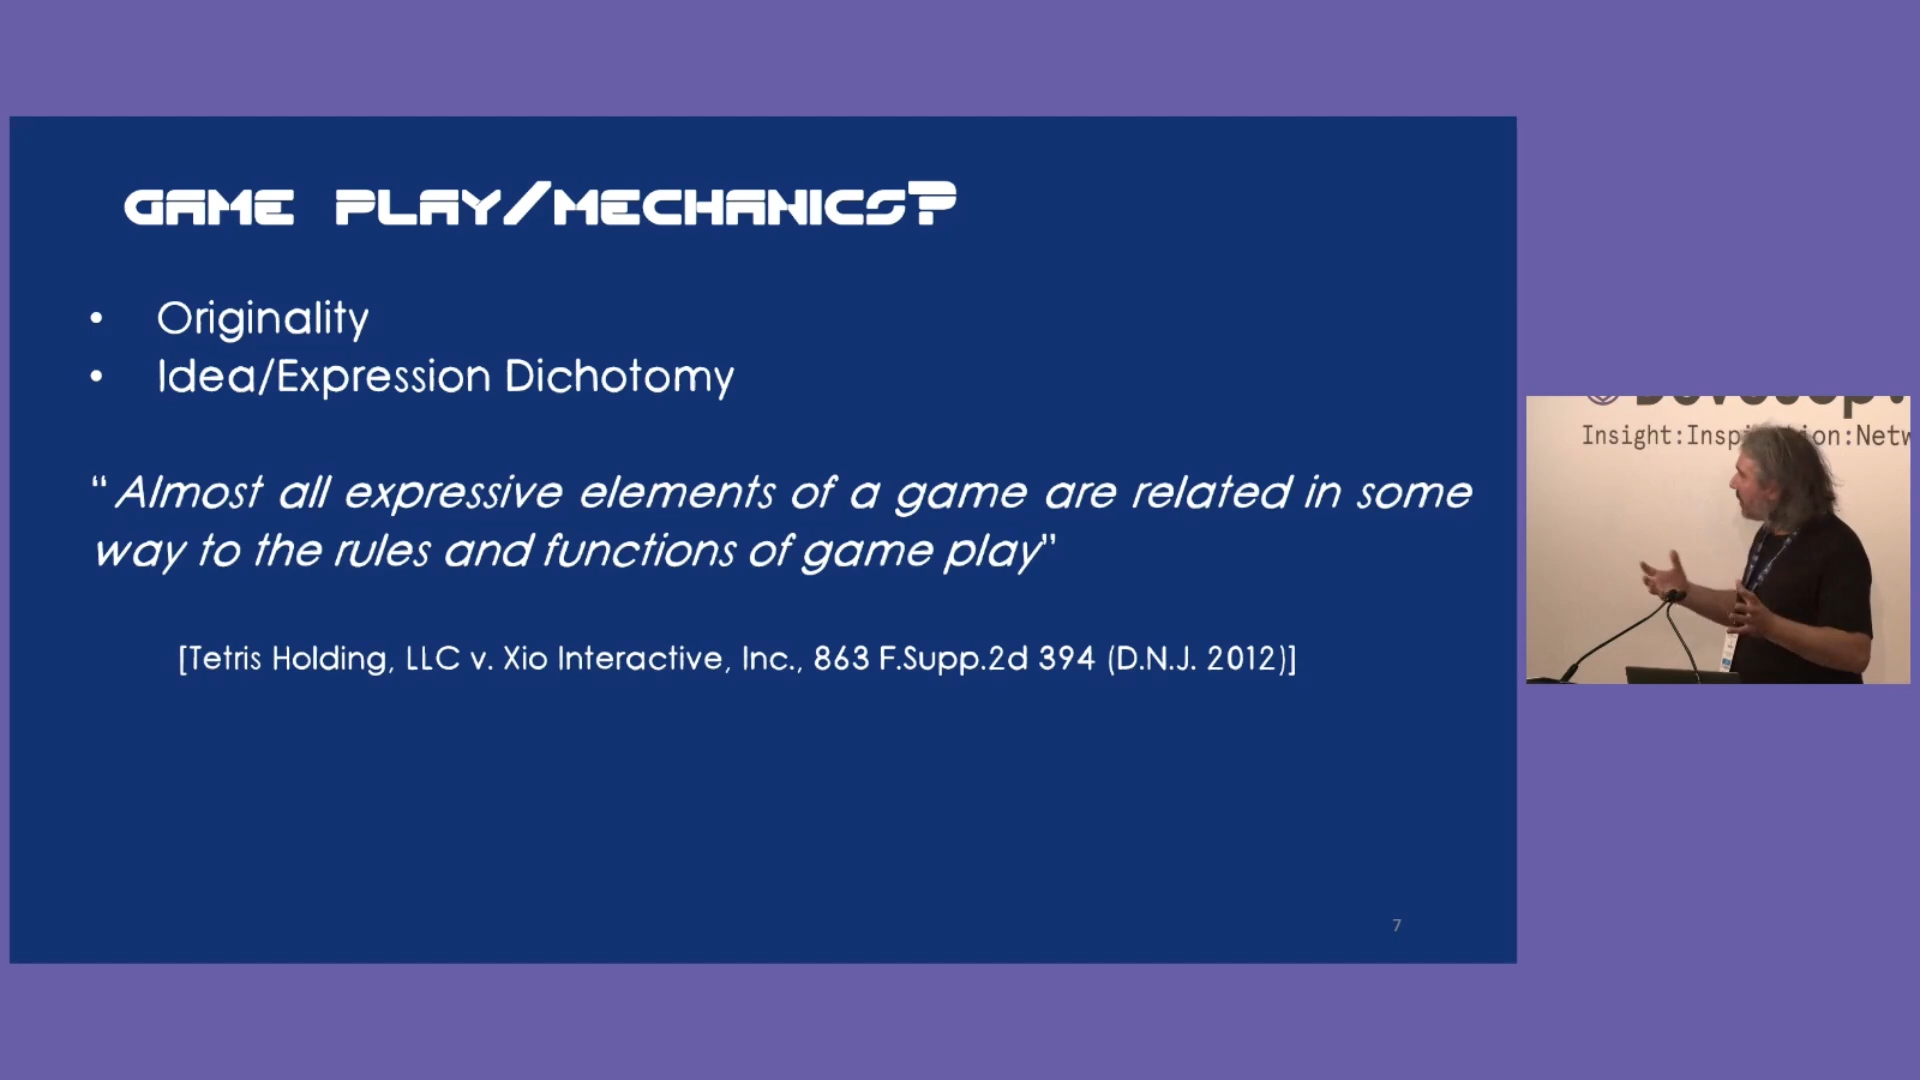 GAME PLAY/MECHANICS?
• Originality
• Idea/Expression Dichotomy
“ Almost all expressive elements of a game are related in some
way to the rules and functions of game play”
[Tetris Holding, LLC v. Xio Interactive, Inc., 863 F.Supp.2d 394 (D.N.J. 2012)]
7
Insight:Insp on:Netw